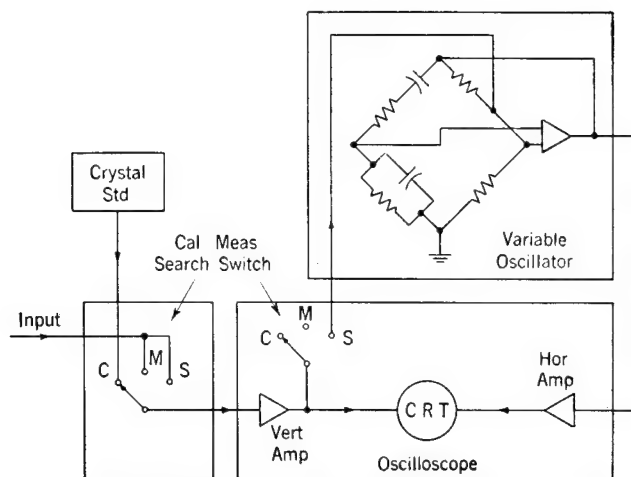 Crystal
Std
Cal Meas
Search Switch
Variable
Oscillator
Input
C
M
S
C
M
S
Vert
Amp
CRT
Hor
Amp
Oscilloscope